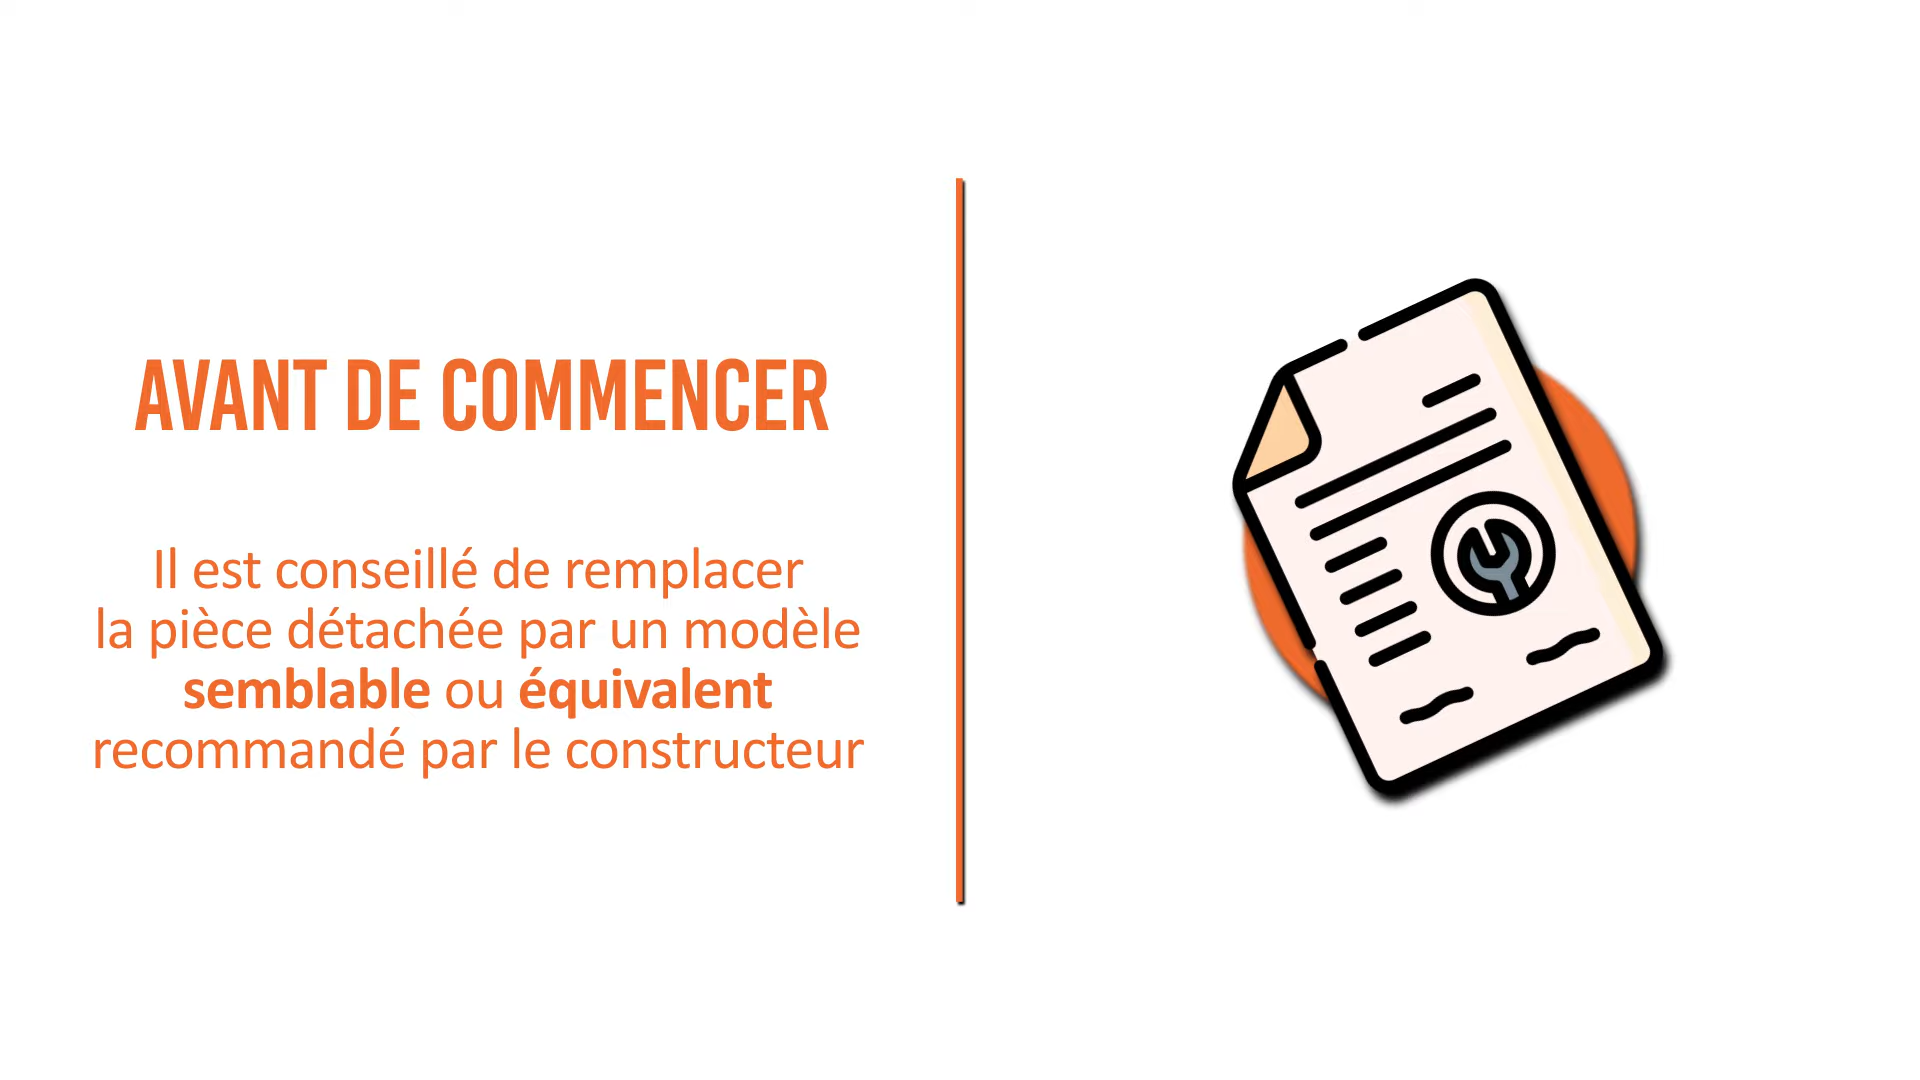 AVANT DE COMMENCER
Il est conseillé de remplacer
la pièce détachée par un modèle
semblable ou équivalent
recommandé par le constructeur